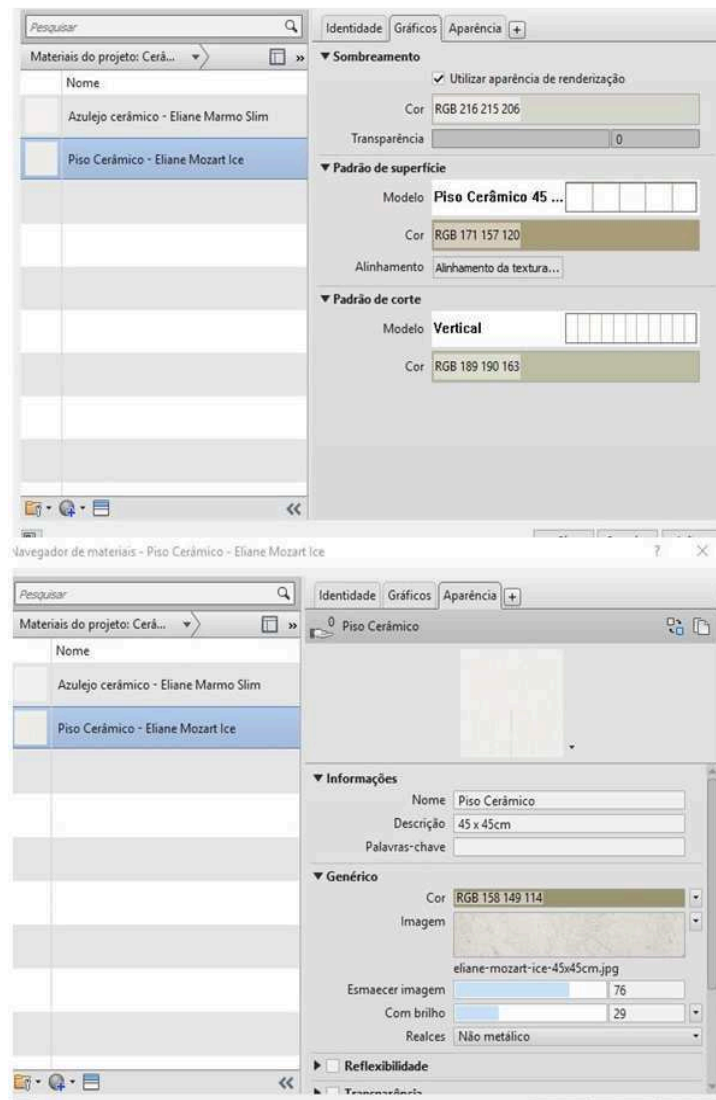 Pesquisar
Materiais do projeto: Cerâ...
»
Nome
Azulejo cerâmico - Eliane Marmo Slim
Piso Cerâmico - Eliane Mozart Ice
«
Identidade Gráficos Aparência +
Sombreamento
Utilizar aparência de renderização
Cor RGB 216 215 206
Transparência 0
Padrão de superfície
Modelo Piso Cerâmico 45 ...
Cor RGB 171 157 120
Alinhamento Alinhamento da textura...
Padrão de corte
Modelo Vertical
Cor RGB 189 190 163
Navegador de materiais - Piso Cerâmico - Eliane Mozart Ice ? ×
Pesquisar
Materiais do projeto: Cerâ...
»
Nome
Azulejo cerâmico - Eliane Marmo Slim
Piso Cerâmico - Eliane Mozart Ice
«
Identidade Gráficos Aparência +
0 Piso Cerâmico
Informações
Nome Piso Cerâmico
Descrição 45 x 45cm
Palavras-chave
Genérico
Cor RGB 158 149 114
Imagem
eliane-mozart-ice-45x45cm.jpg
Esmaecer imagem 76
Com brilho 29
Realces Não metálico
Reflexibilidade
Transparência